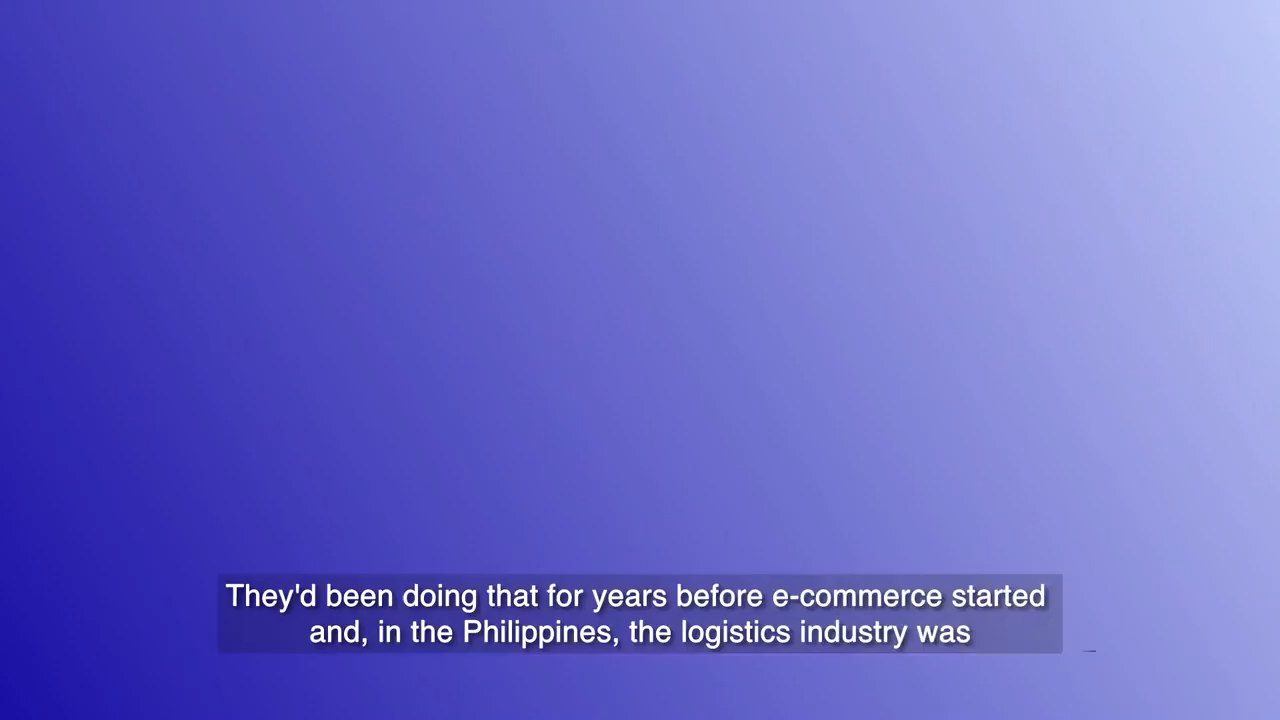 They'd been doing that for years before e-commerce started
and, in the Philippines, the logistics industry was